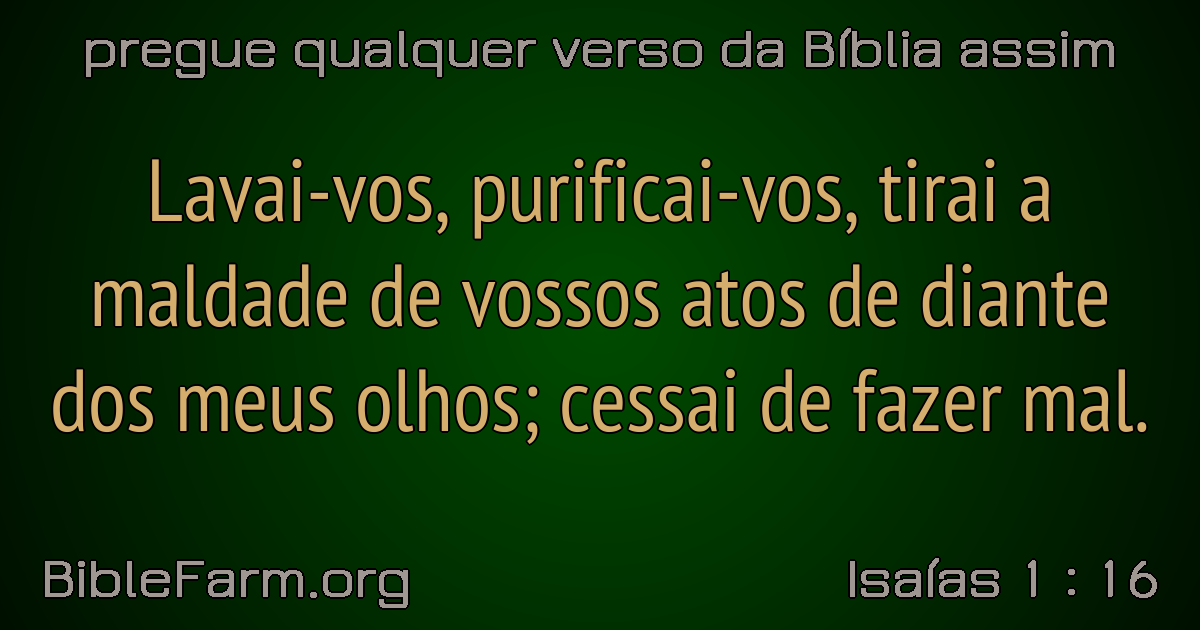 pregue qualquer verso da Bíblia assim
Lavai-vos, purificai-vos, tirai a
maldade de vossos atos de diante
dos meus olhos; cessai de fazer mal.
BibleFarm.org
Isaías 1 : 16